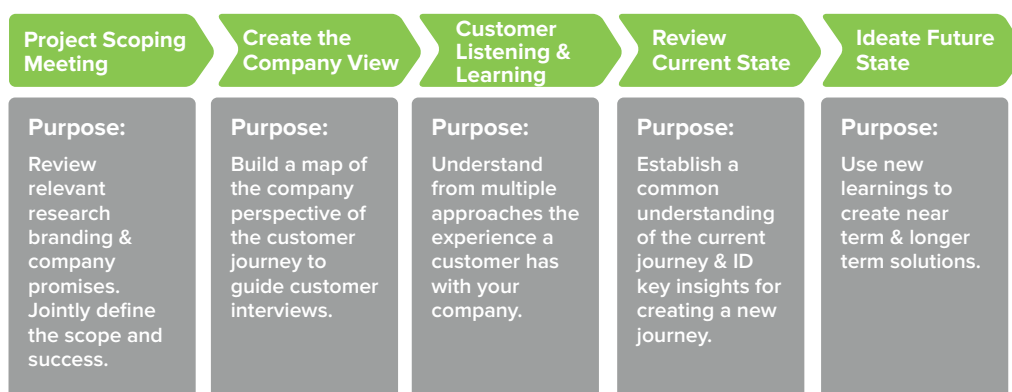 Project Scoping
Meeting
Create the
Company View
Customer
Listening &
Learning
Review
Current State
Ideate Future
State
Purpose:
Review
relevant
research
branding &
company
promises.
Jointly define
the scope and
success.
Purpose:
Build a map of
the company
perspective of
the customer
journey to
guide customer
interviews.
Purpose:
Understand
from multiple
approaches the
experience a
customer has
with your
company.
Purpose:
Establish a
common
understanding
of the current
journey & ID
key insights for
creating a new
journey.
Purpose:
Use new
learnings to
create near
term & longer
term solutions.